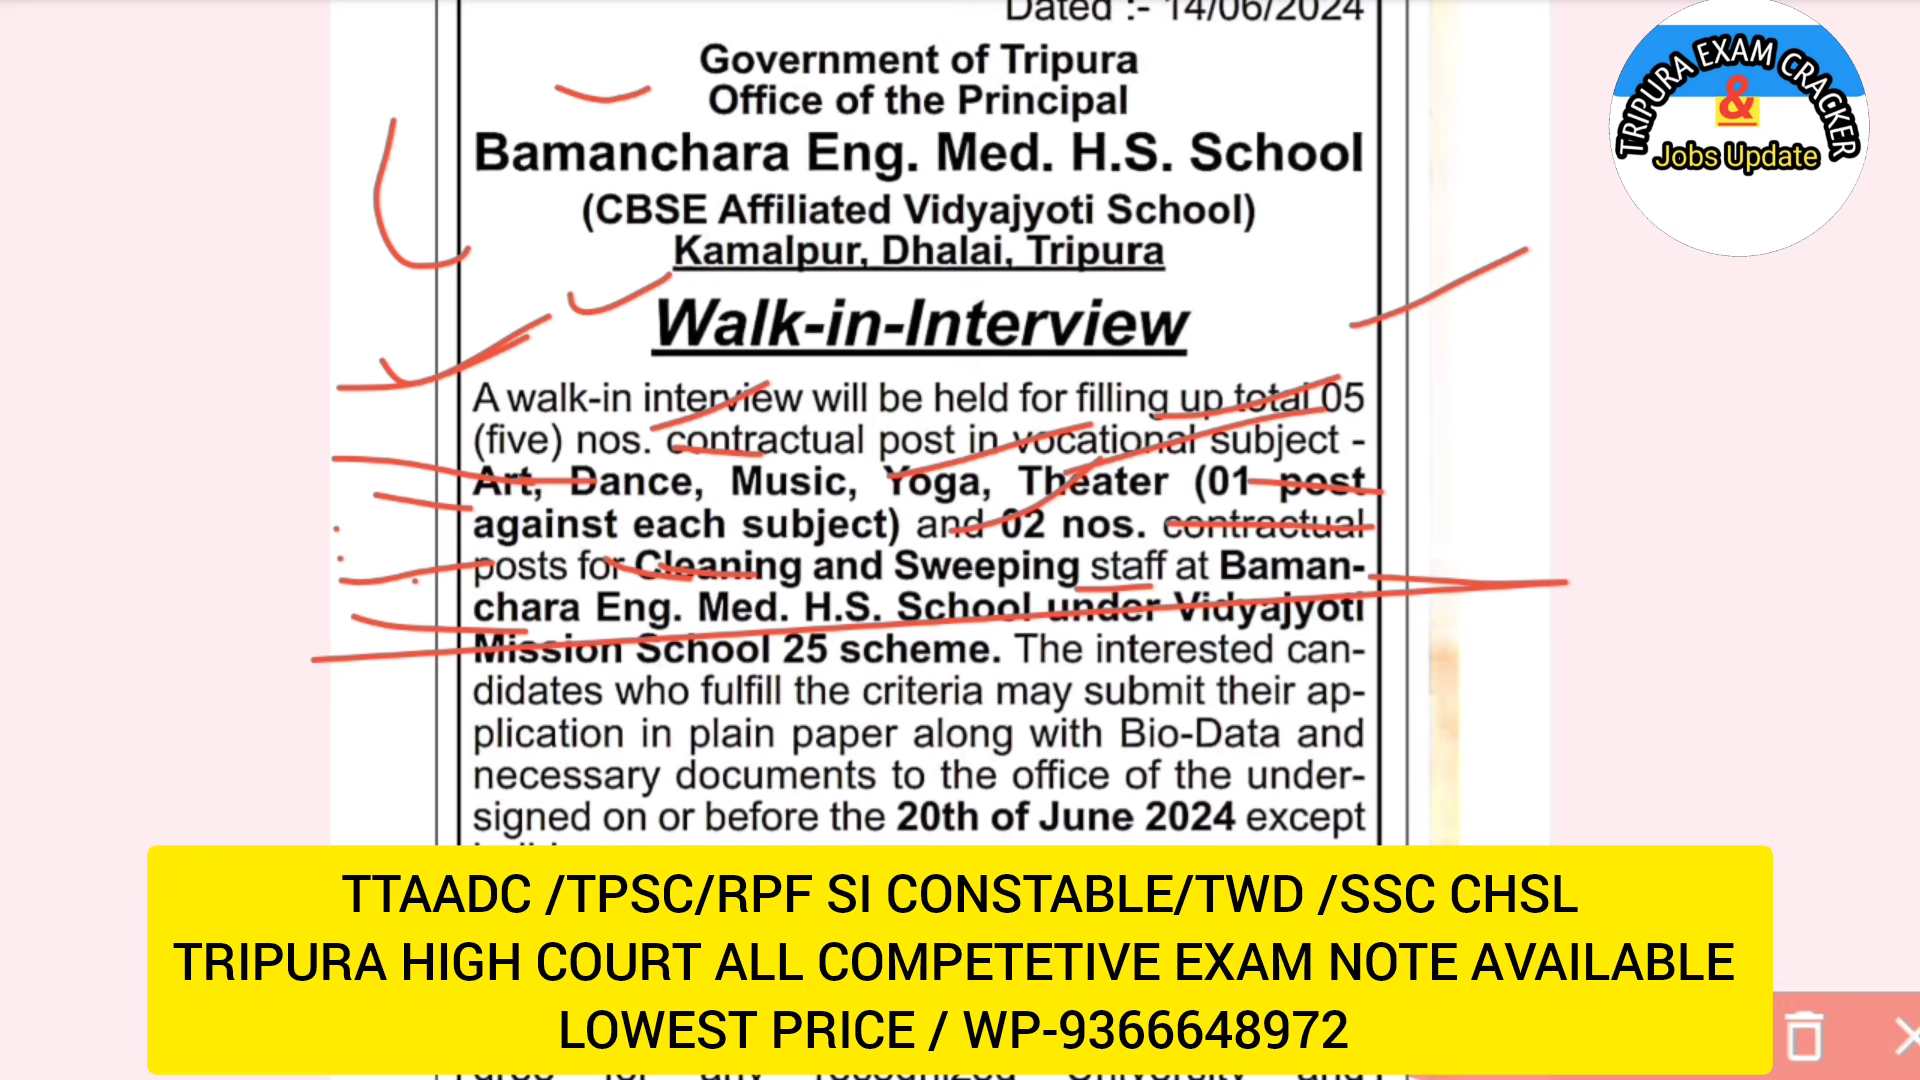 Dated :- 14/06/2024
Government of Tripura
Office of the Principal
Bamanchara Eng. Med. H.S. School
(CBSE Affiliated Vidyajyoti School)
Kamalpur, Dhalai, Tripura
Walk-in-Interview
A walk-in interview will be held for filling up total 05
(five) nos. contractual post in vocational subject -
Art, Dance, Music, Yoga, Theater (01 post
against each subject) and 02 nos. contractual
posts for Cleaning and Sweeping staff at Baman-
chara Eng. Med. H.S. School under Vidyajyoti
Mission School 25 scheme. The interested can-
didates who fulfill the criteria may submit their ap-
plication in plain paper along with Bio-Data and
necessary documents to the office of the under-
signed on or before the 20th of June 2024 except
TRIPURA EXAM CRACKER
&
Jobs Update
TTAADC /TPSC/RPF SI CONSTABLE/TWD /SSC CHSL
TRIPURA HIGH COURT ALL COMPETETIVE EXAM NOTE AVAILABLE
LOWEST PRICE / WP-9366648972